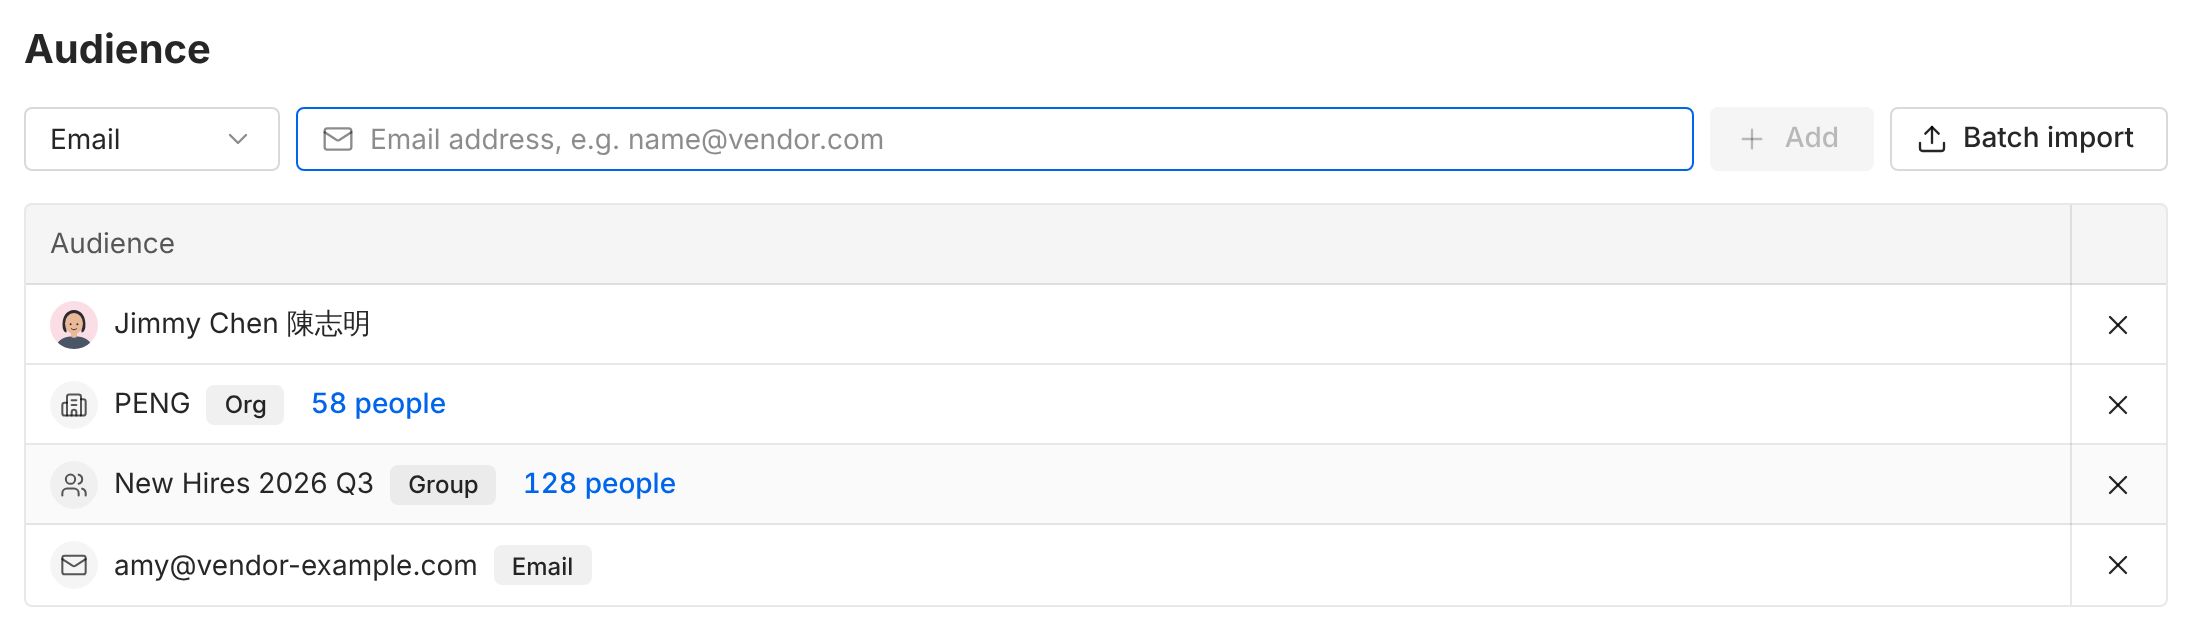 Audience
Email
Email address, e.g. name@vendor.com
Add
Batch import
Audience
Jimmy Chen 陳志明
PENG Org 58 people
New Hires 2026 Q3 Group 128 people
amy@vendor-example.com Email